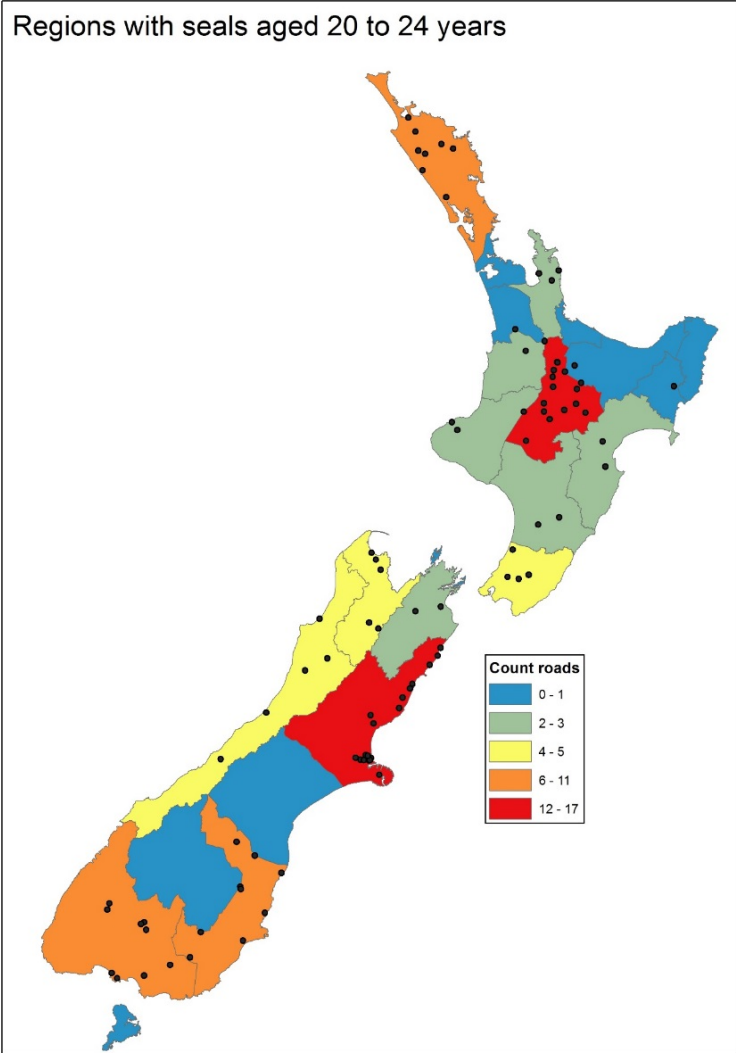 Regions with seals aged 20 to 24 years
Count roads
0 - 1
2 - 3
4 - 5
6 - 11
12 - 17